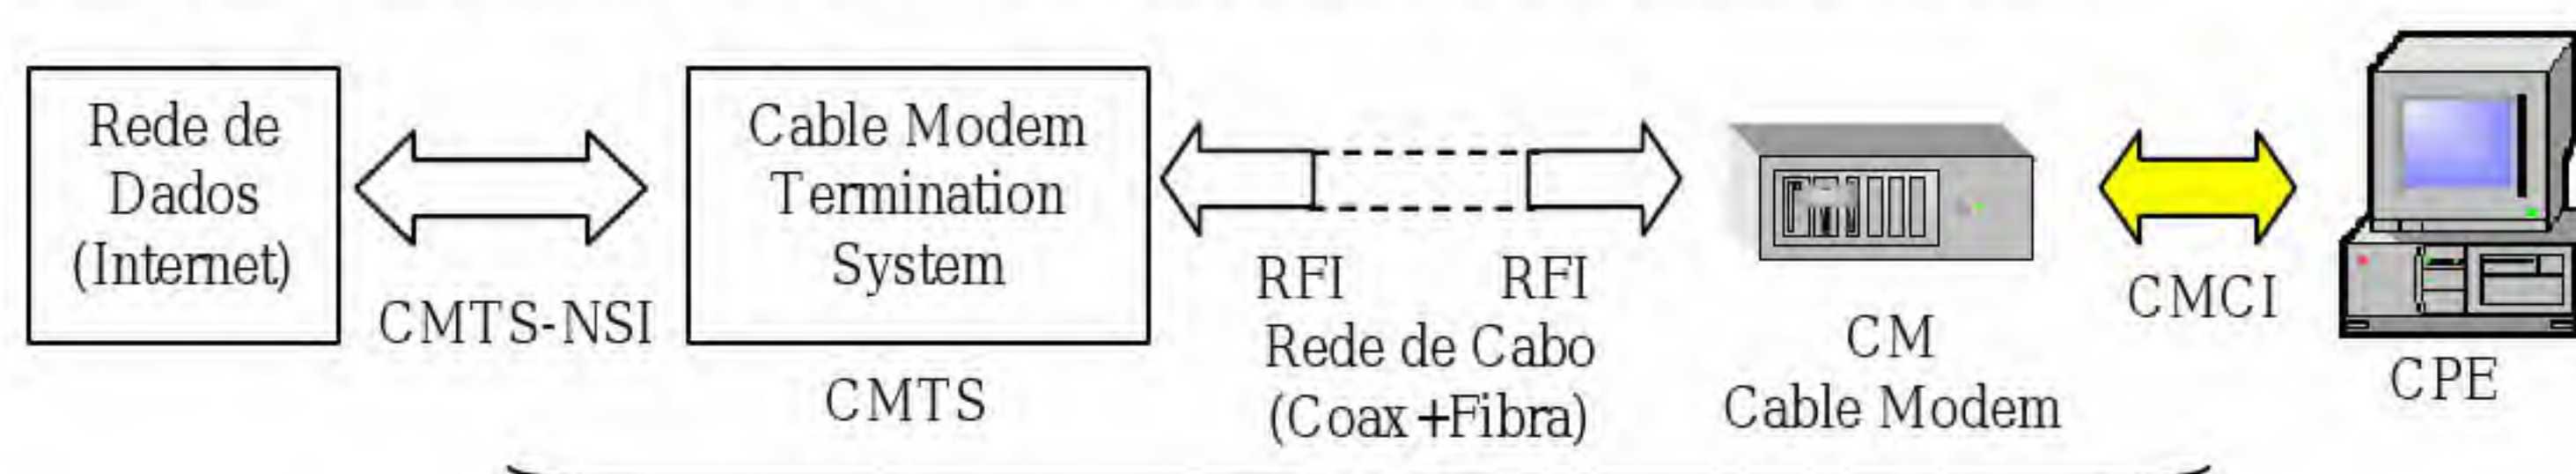 Rede de
Dados
(Internet)
CMTS-NSI
Cable Modem
Termination
System
CMTS
RFI RFI
Rede de Cabo
(Coax+Fibra)
CM
Cable Modem
CMCI
CPE